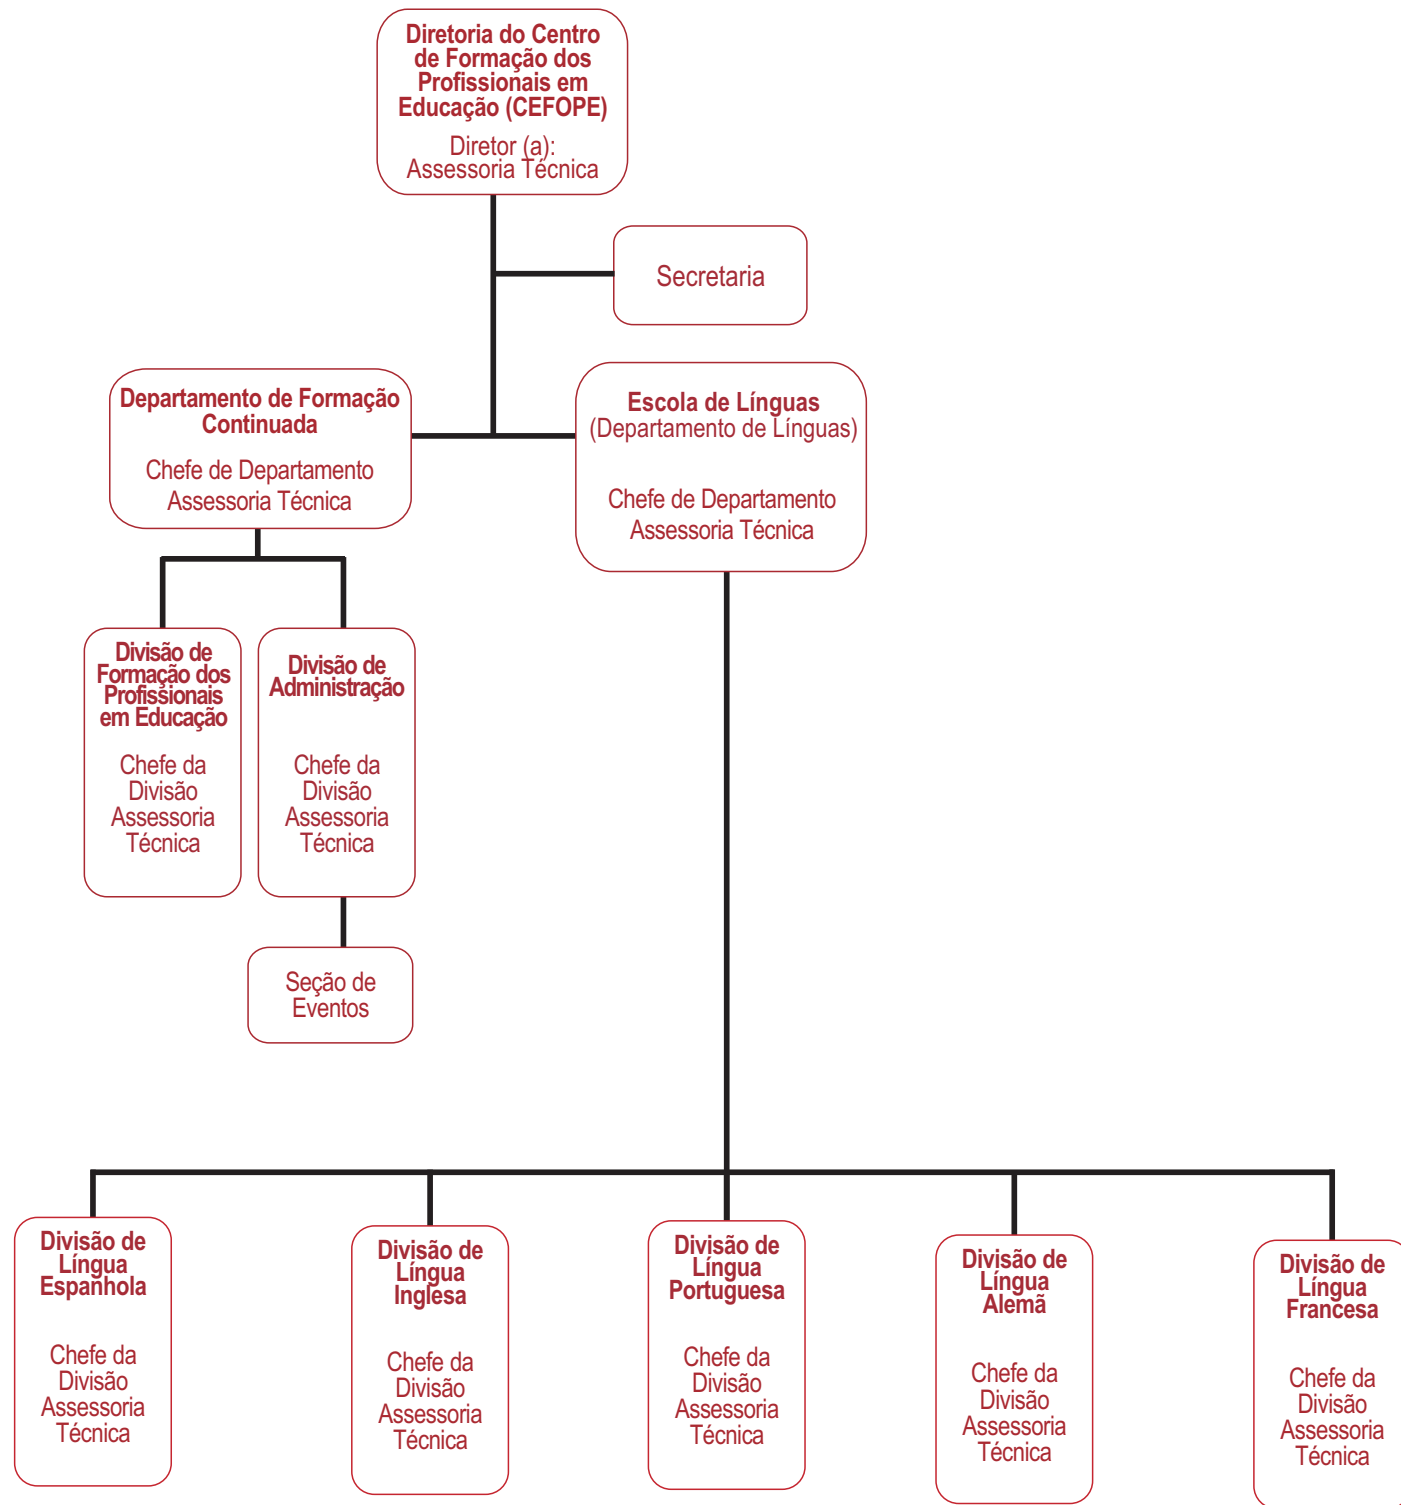 Diretoria do Centro
de Formação dos
Profissionais em
Educação (CEFOPE)
Diretor (a):
Assessoria Técnica
Secretaria
Departamento de Formação
Continuada
Chefe de Departamento
Assessoria Técnica
Escola de Línguas
(Departamento de Línguas)
Chefe de Departamento
Assessoria Técnica
Divisão de
Formação dos
Profissionais
em Educação
Chefe da
Divisão
Assessoria
Técnica
Divisão de
Administração
Chefe da
Divisão
Assessoria
Técnica
Seção de
Eventos
Divisão de
Língua
Espanhola
Chefe da
Divisão
Assessoria
Técnica
Divisão de
Língua
Inglesa
Chefe da
Divisão
Assessoria
Técnica
Divisão de
Língua
Portuguesa
Chefe da
Divisão
Assessoria
Técnica
Divisão de
Língua
Alemã
Chefe da
Divisão
Assessoria
Técnica
Divisão de
Língua
Francesa
Chefe da
Divisão
Assessoria
Técnica